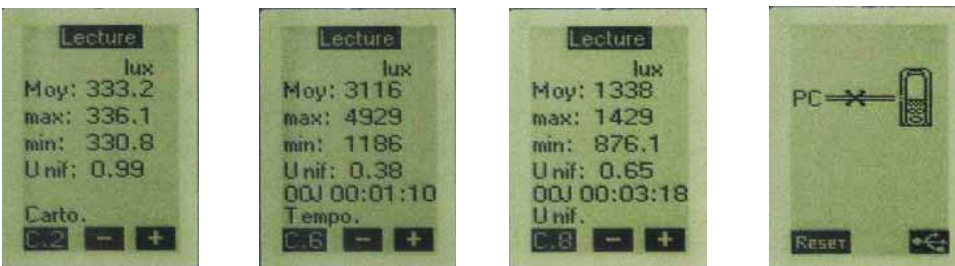 Lecture
lux
Moy: 333.2
max: 336.1
min: 330.8
Unif: 0.99
Carto.
C.2 - +
Lecture
lux
Moy: 3116
max: 4929
min: 1186
Unif: 0.38
00J 00:01:10
Tempo.
C.6 - +
Lecture
lux
Moy: 1338
max: 1429
min: 876.1
Unif: 0.65
00J 00:03:18
Unif.
C.8 - +
PC
Reset